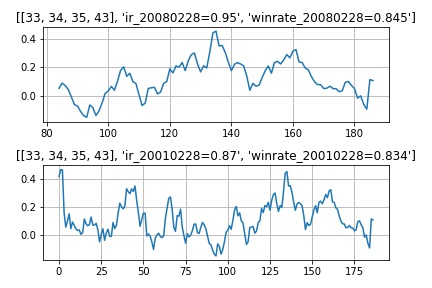 [[33, 34, 35, 43], 'ir_20080228=0.95', 'winrate_20080228=0.845']
0.4
0.2
0.0
80 100 120 140 160 180
[[33, 34, 35, 43], 'ir_20010228=0.87', 'winrate_20010228=0.834']
0.4
0.2
0.0
0 25 50 75 100 125 150 175